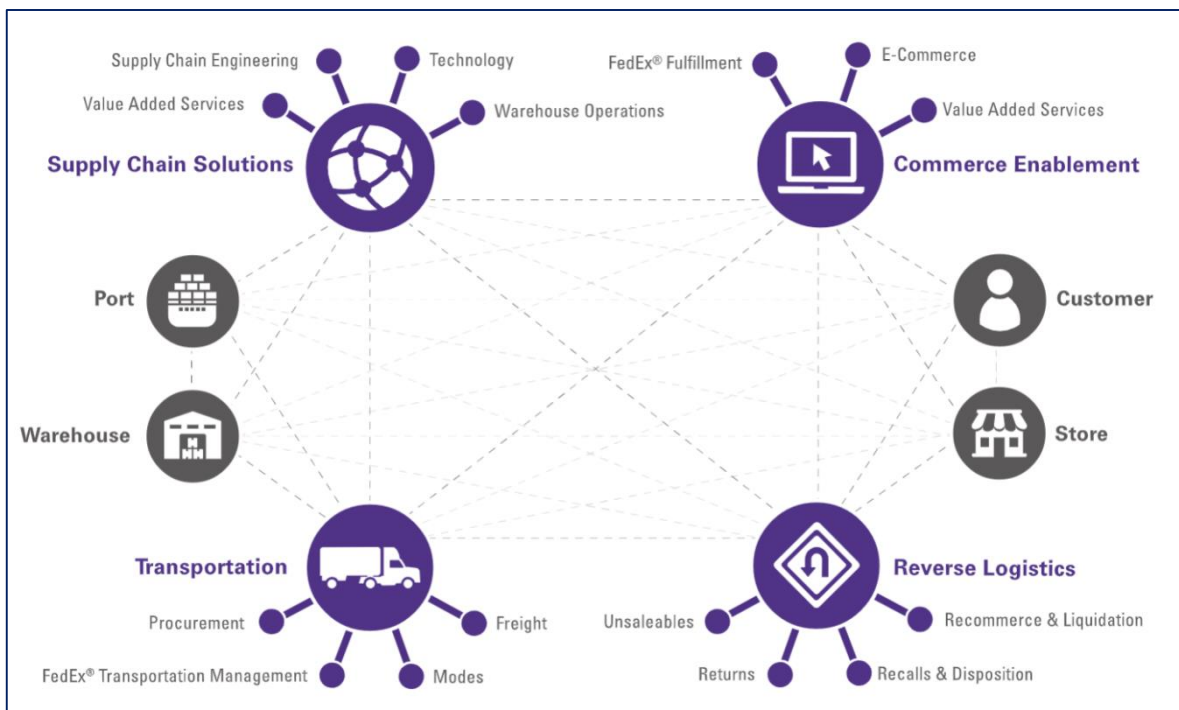 Supply Chain Engineering
Technology
Value Added Services
Warehouse Operations
Supply Chain Solutions
FedEx® Fulfillment
E-Commerce
Value Added Services
Commerce Enablement
Port
Customer
Warehouse
Store
Transportation
Procurement
Freight
FedEx® Transportation Management
Modes
Reverse Logistics
Unsaleables
Recommerce & Liquidation
Returns
Recalls & Disposition